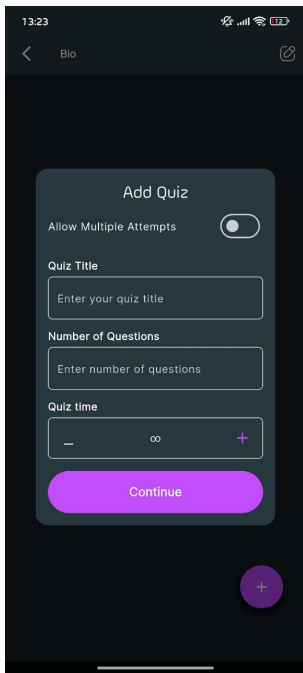 13:23
12
Bio
Add Quiz
Allow Multiple Attempts
Quiz Title
Enter your quiz title
Number of Questions
Enter number of questions
Quiz time
_ ∞ +
Continue
+